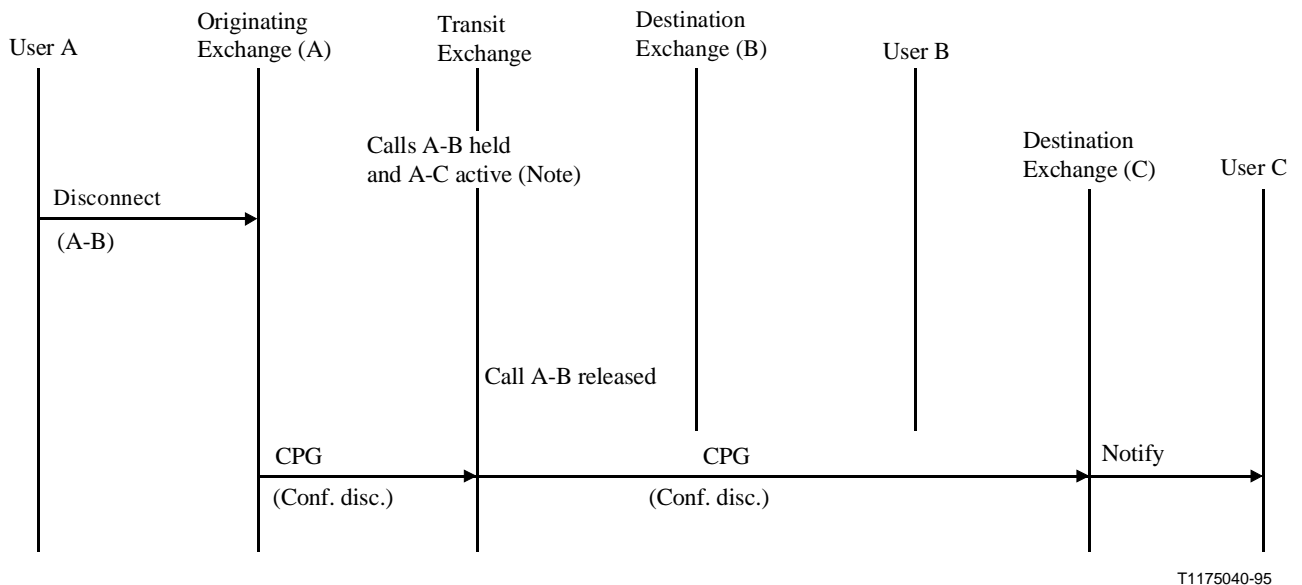 User A
Originating
Exchange (A)
Transit
Exchange
Destination
Exchange (B)
User B
Calls A-B held
and A-C active (Note)
Destination
Exchange (C)
User C
Disconnect
(A-B)
Call A-B released
CPG
(Conf. disc.)
CPG
(Conf. disc.)
Notify
T1175040-95